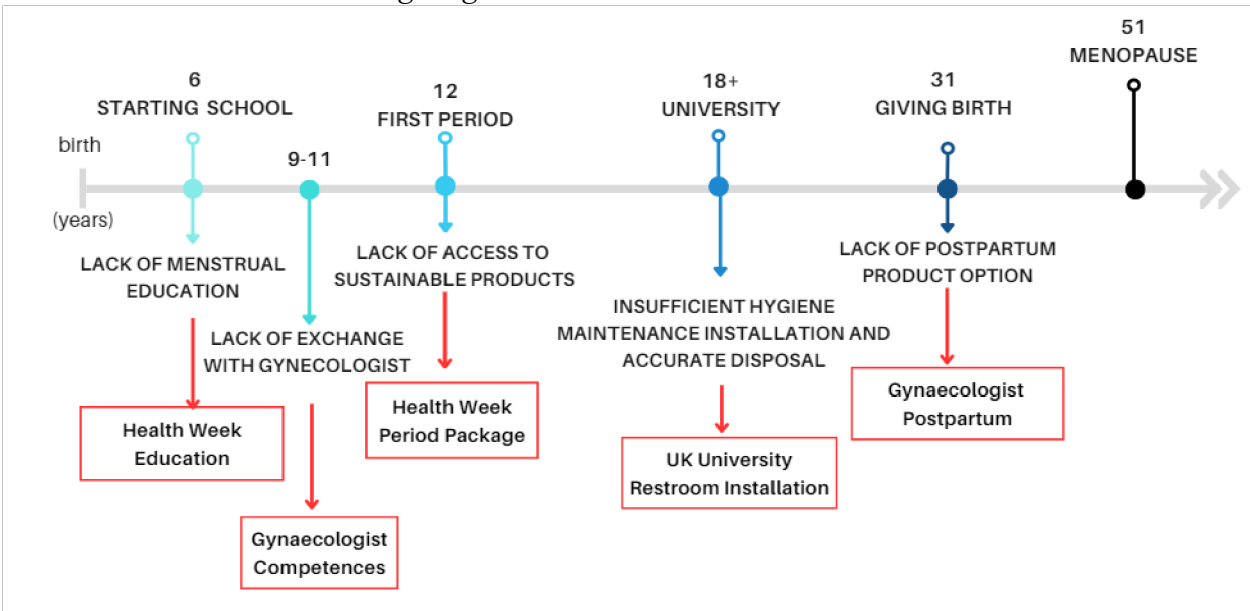 51
MENOPAUSE
6
STARTING SCHOOL
12
FIRST PERIOD
18+
UNIVERSITY
31
GIVING BIRTH
birth
9-11
(years)
LACK OF MENSTRUAL
EDUCATION
LACK OF EXCHANGE
WITH GYNECOLOGIST
LACK OF ACCESS TO
SUSTAINABLE PRODUCTS
INSUFFICIENT HYGIENE
MAINTENANCE INSTALLATION AND
ACCURATE DISPOSAL
LACK OF POSTPARTUM
PRODUCT OPTION
Health Week
Education
Gynaecologist
Competences
Health Week
Period Package
UK University
Restroom Installation
Gynaecologist
Postpartum